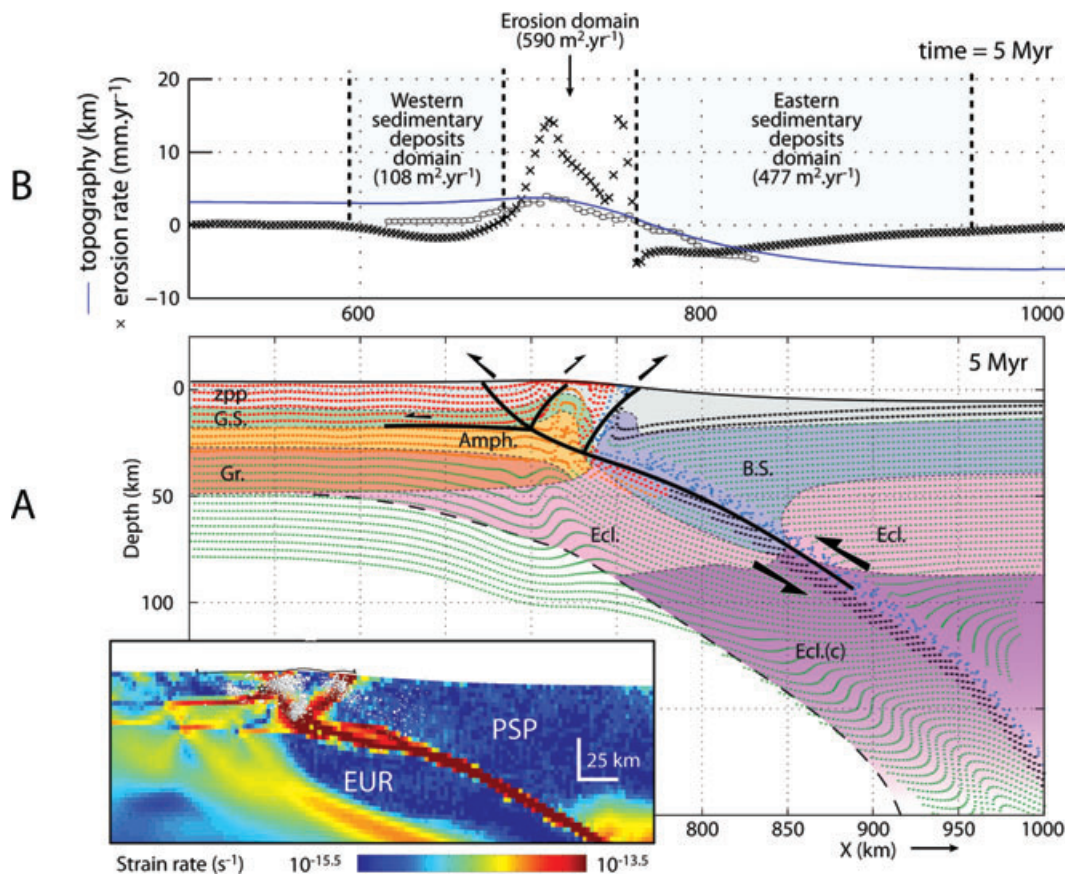 Erosion domain
(590 m².yr⁻¹)
time = 5 Myr
B
topography (km)
× erosion rate (mm.yr⁻¹)
20
10
0
−10
Western
sedimentary
deposits
domain
(108 m².yr⁻¹)
Eastern
sedimentary
deposits
domain
(477 m².yr⁻¹)
600
800
1000
A
5 Myr
Depth (km)
0
50
100
zpp
G.S.
Amph.
Gr.
Ecl.
B.S.
Ecl.
Ecl.(c)
PSP
EUR
25 km
800
850
900
950
1000
X (km)
Strain rate (s⁻¹)
10⁻¹⁵·⁵
10⁻¹³·⁵